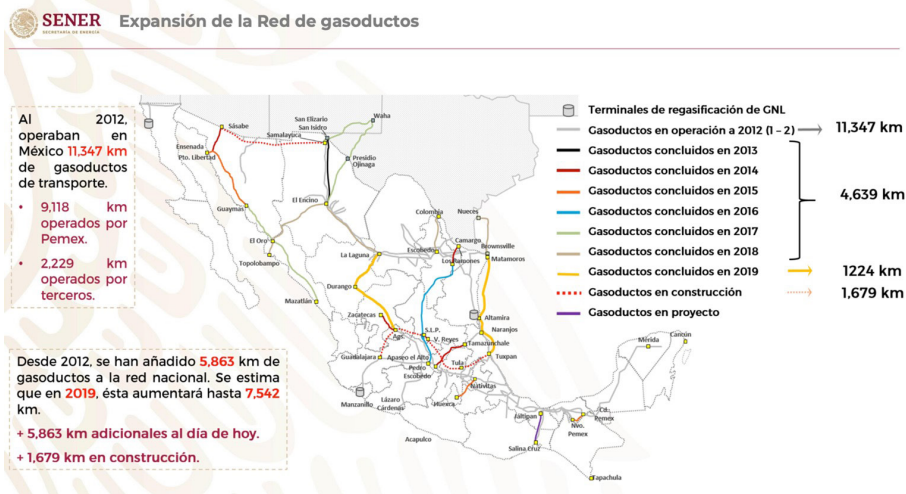 SENER
SECRETARÍA DE ENERGÍA
Expansión de la Red de gasoductos
Al 2012,
operaban en
México 11,347 km
de gasoductos
de transporte.
• 9,118 km
operados por
Pemex.
• 2,229 km
operados por
terceros.
Desde 2012, se han añadido 5,863 km de
gasoductos a la red nacional. Se estima
que en 2019, ésta aumentará hasta 7,542
km.
+ 5,863 km adicionales al día de hoy.
+ 1,679 km en construcción.
Terminales de regasificación de GNL
Gasoductos en operación a 2012 (1 – 2)
11,347 km
Gasoductos concluidos en 2013
Gasoductos concluidos en 2014
Gasoductos concluidos en 2015
Gasoductos concluidos en 2016
Gasoductos concluidos en 2017
Gasoductos concluidos en 2018
4,639 km
Gasoductos concluidos en 2019
1224 km
Gasoductos en construcción
1,679 km
Gasoductos en proyecto
Sásabe
San Elizario
San Isidro
Samalayuca
Waha
Ensenada
Pto. Libertad
Presidio
Ojinaga
Guaymas
El Encino
Colombia
Nueces
El Oro
Topolobampo
La Laguna
Escobedo
Camargo
Los Ramones
Brownsville
Matamoros
Durango
Mazatlán
Zacatecas
Ags
S.L.P.
V. Reyes
Tamazunchale
Altamira
Naranjos
Guadalajara
Apaseo el Alto
Pedro
Escobedo
Tula
Tuxpan
Manzanillo
Lázaro
Cárdenas
Huexca
Nativitas
Acapulco
Jáltipan
Cd.
Pemex
Nvo.
Pemex
Salina Cruz
Tapachula
Mérida
Cancún